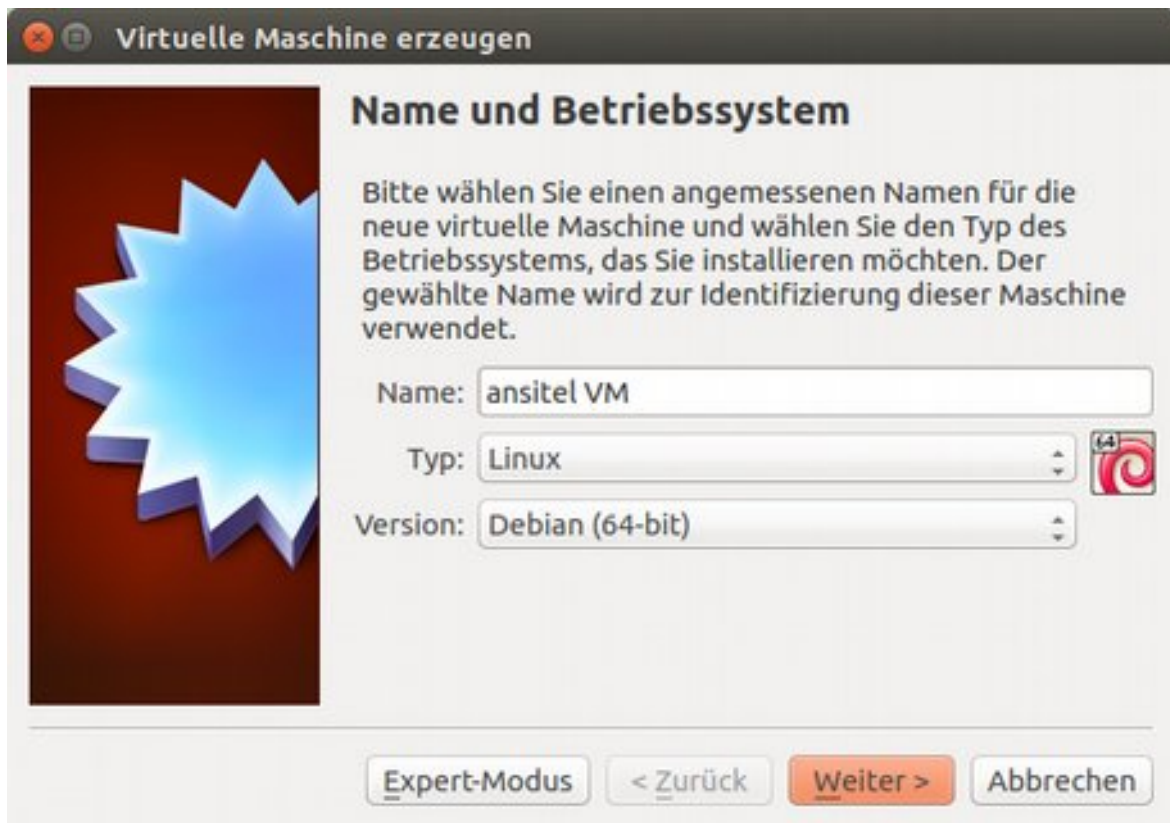 Virtuelle Maschine erzeugen
Name und Betriebssystem
Bitte wählen Sie einen angemessenen Namen für die
neue virtuelle Maschine und wählen Sie den Typ des
Betriebssystems, das Sie installieren möchten. Der
gewählte Name wird zur Identifizierung dieser Maschine
verwendet.
Name: ansitel VM
Typ: Linux
64
Version: Debian (64-bit)
Expert-Modus < Zurück Weiter > Abbrechen